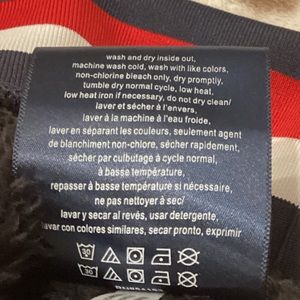 wash and dry inside out,
machine wash cold, wash with like colors,
non-chlorine bleach only, dry promptly,
tumble dry normal cycle, low heat,
low heat iron if necessary, do not dry clean/
laver et sécher à l'envers,
laver à la machine à l'eau froide,
laver en séparant les couleurs, seulement agent
de blanchiment non-chlore, sécher rapidement,
sécher par culbutage à cycle normal,
à basse température,
repasser à basse température si nécessaire,
ne pas nettoyer à sec/
lavar y secar al revés, usar detergente,
lavar con colores similares, secar pronto, exprimir
30
30